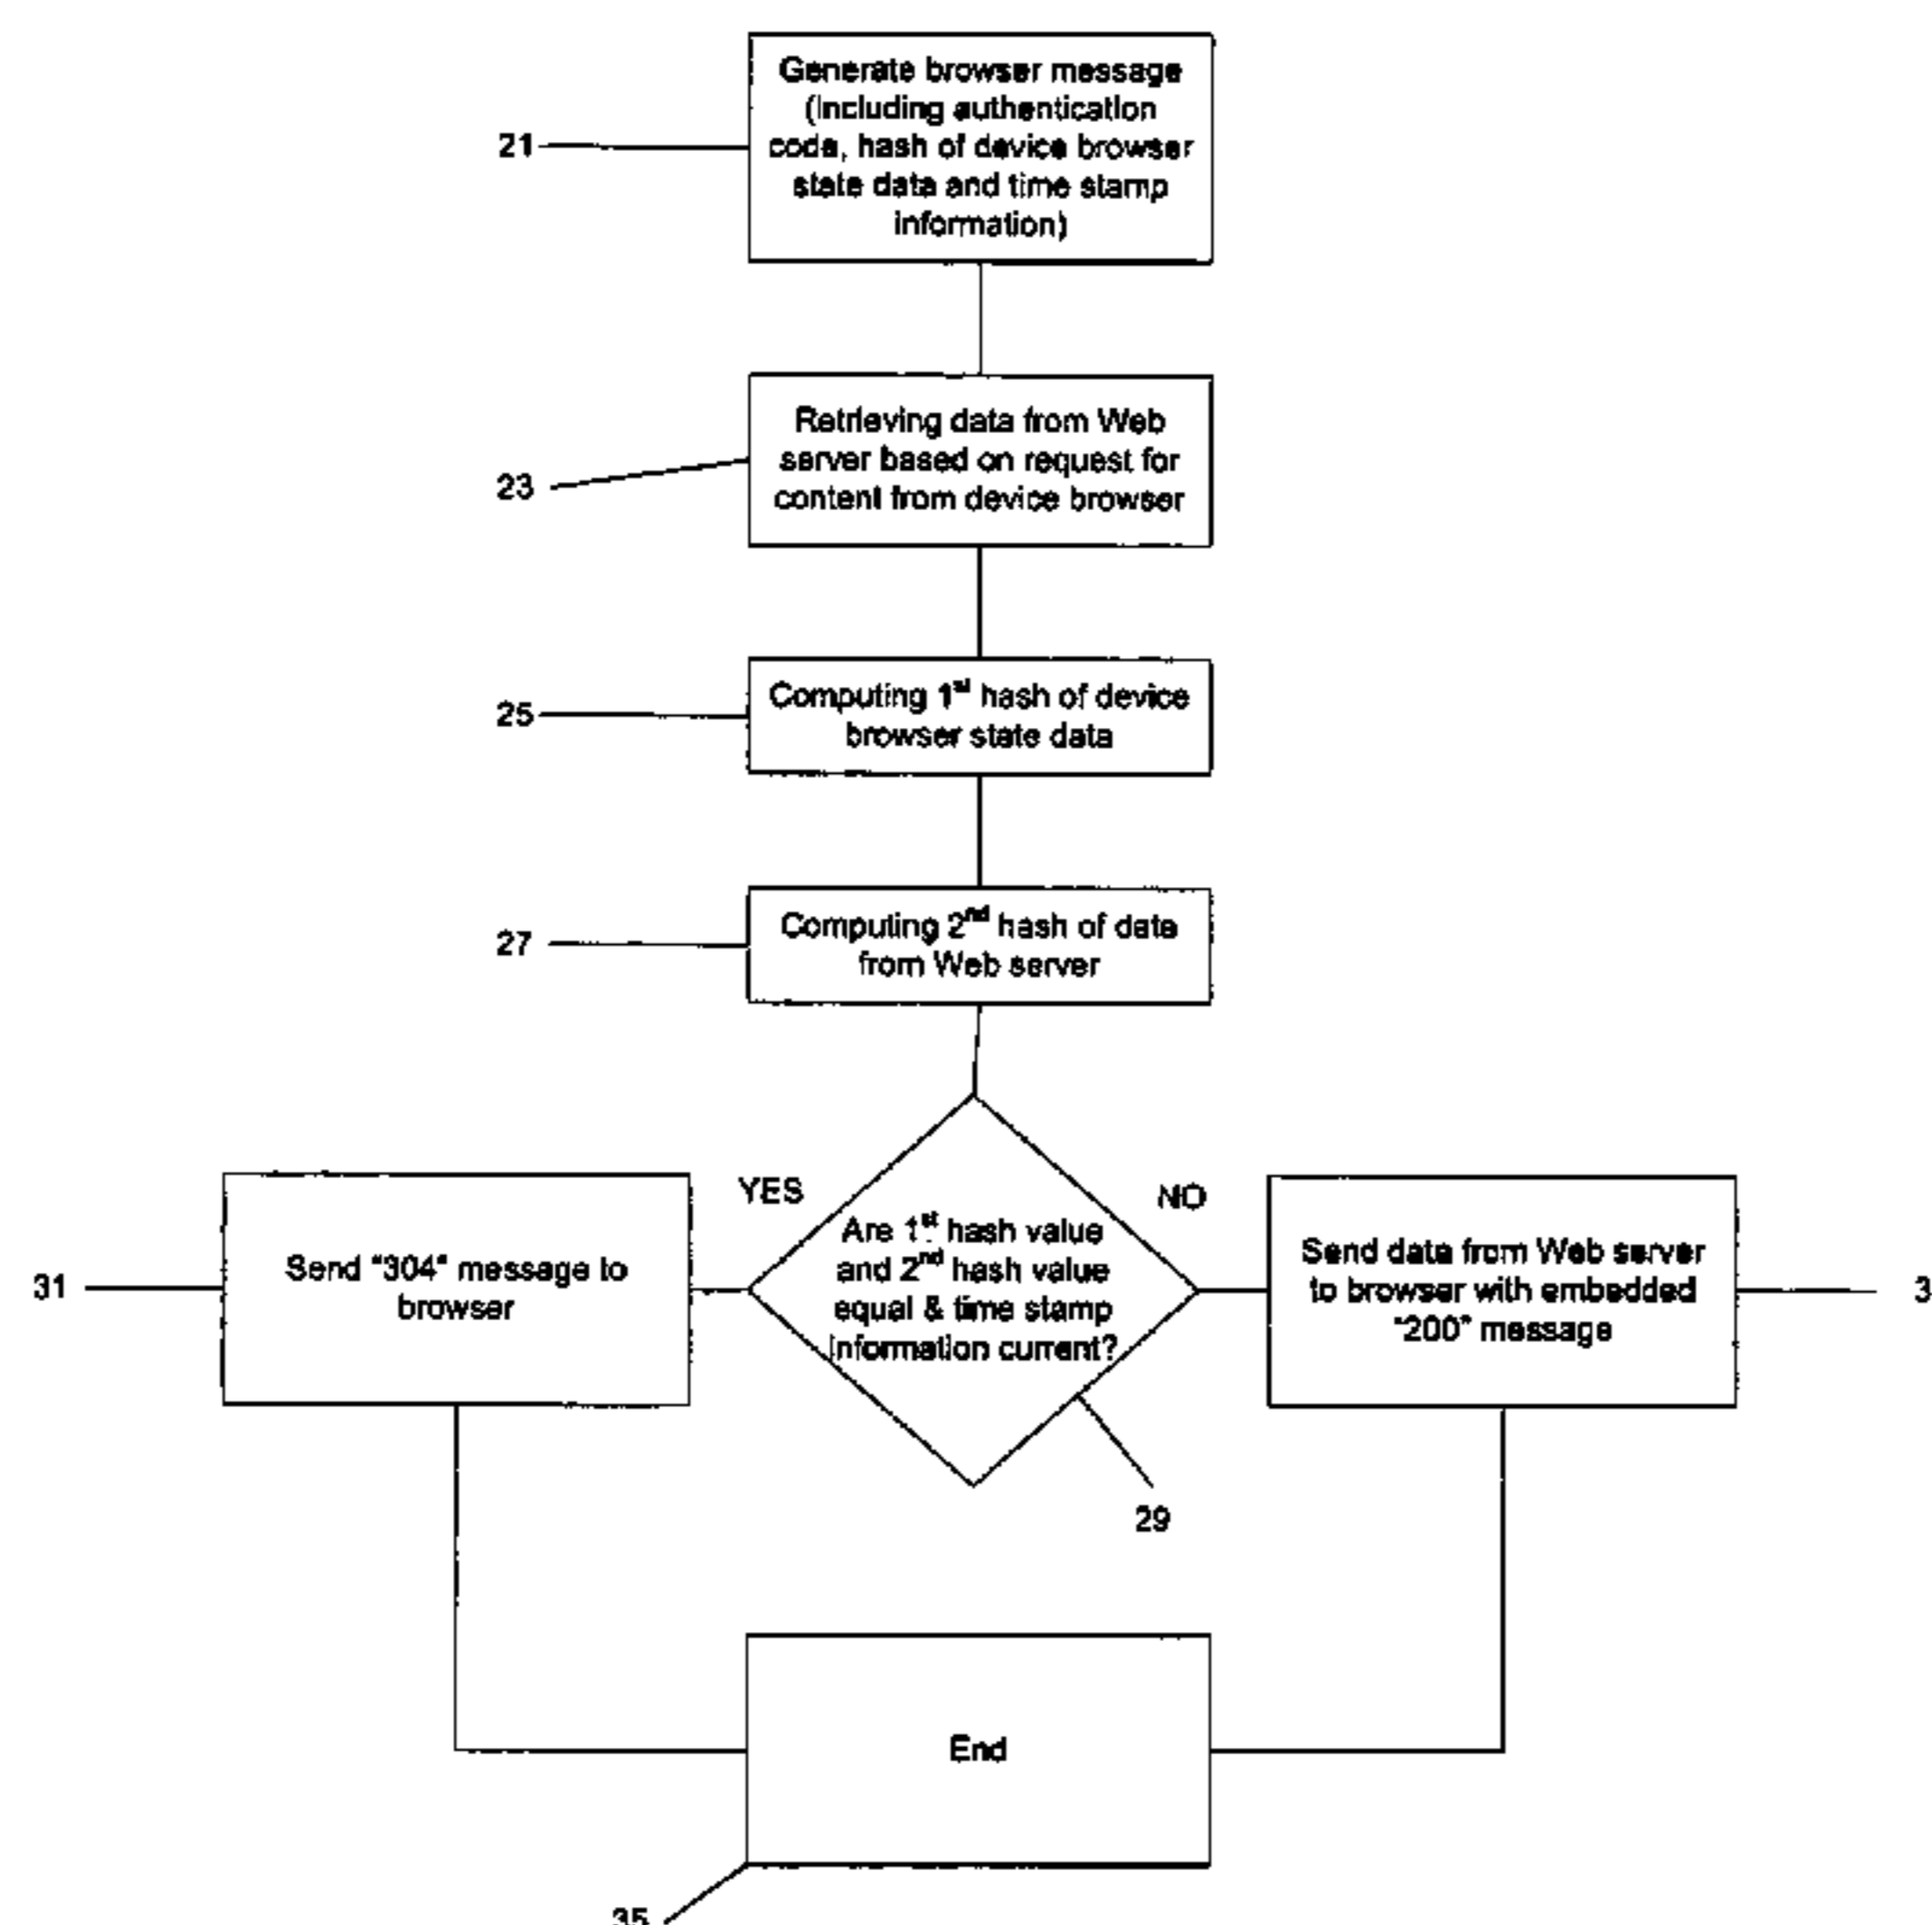 Generate browser message
(including authentication
code, hash of device browser
state data and time stamp
information)
21
Retrieving data from Web
server based on request for
content from device browser
23
Computing 1st hash of device
browser state data
25
Computing 2nd hash of data
from Web server
27
YES
NO
Are 1st hash value
and 2nd hash value
equal & time stamp
information current?
29
Send "304" message to
browser
31
Send data from Web server
to browser with embedded
"200" message
3
End
35